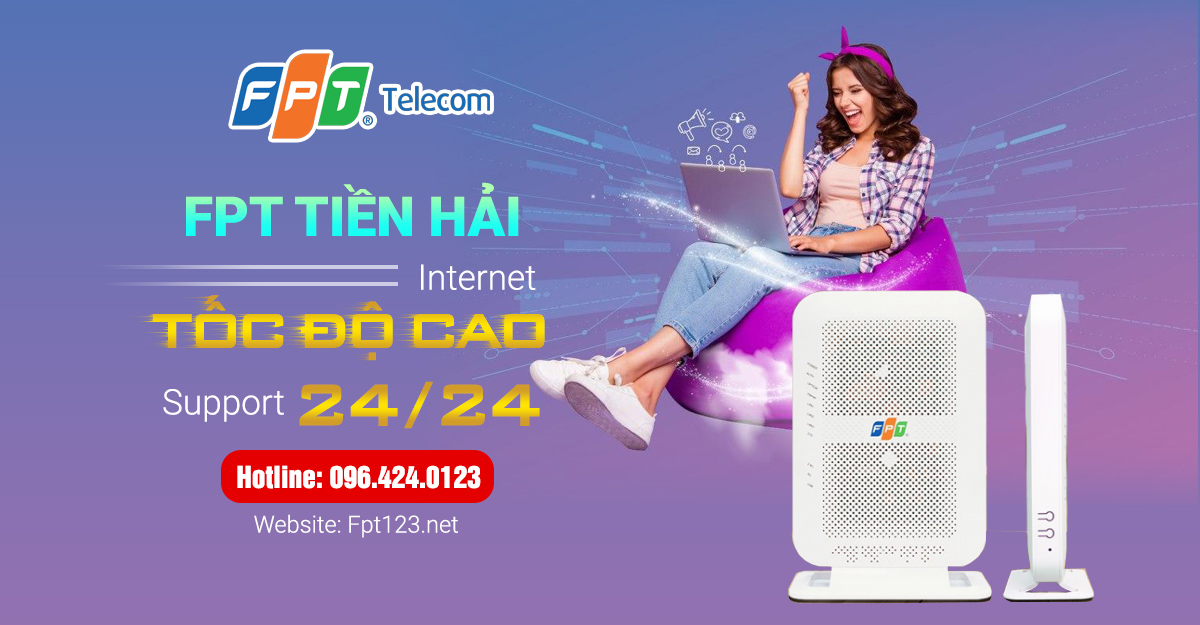 FPT® Telecom
FPT TIỀN HẢI
Internet
TỐC ĐỘ CAO
Support 24/24
Hotline: 096.424.0123
Website: Fpt123.net
FPT